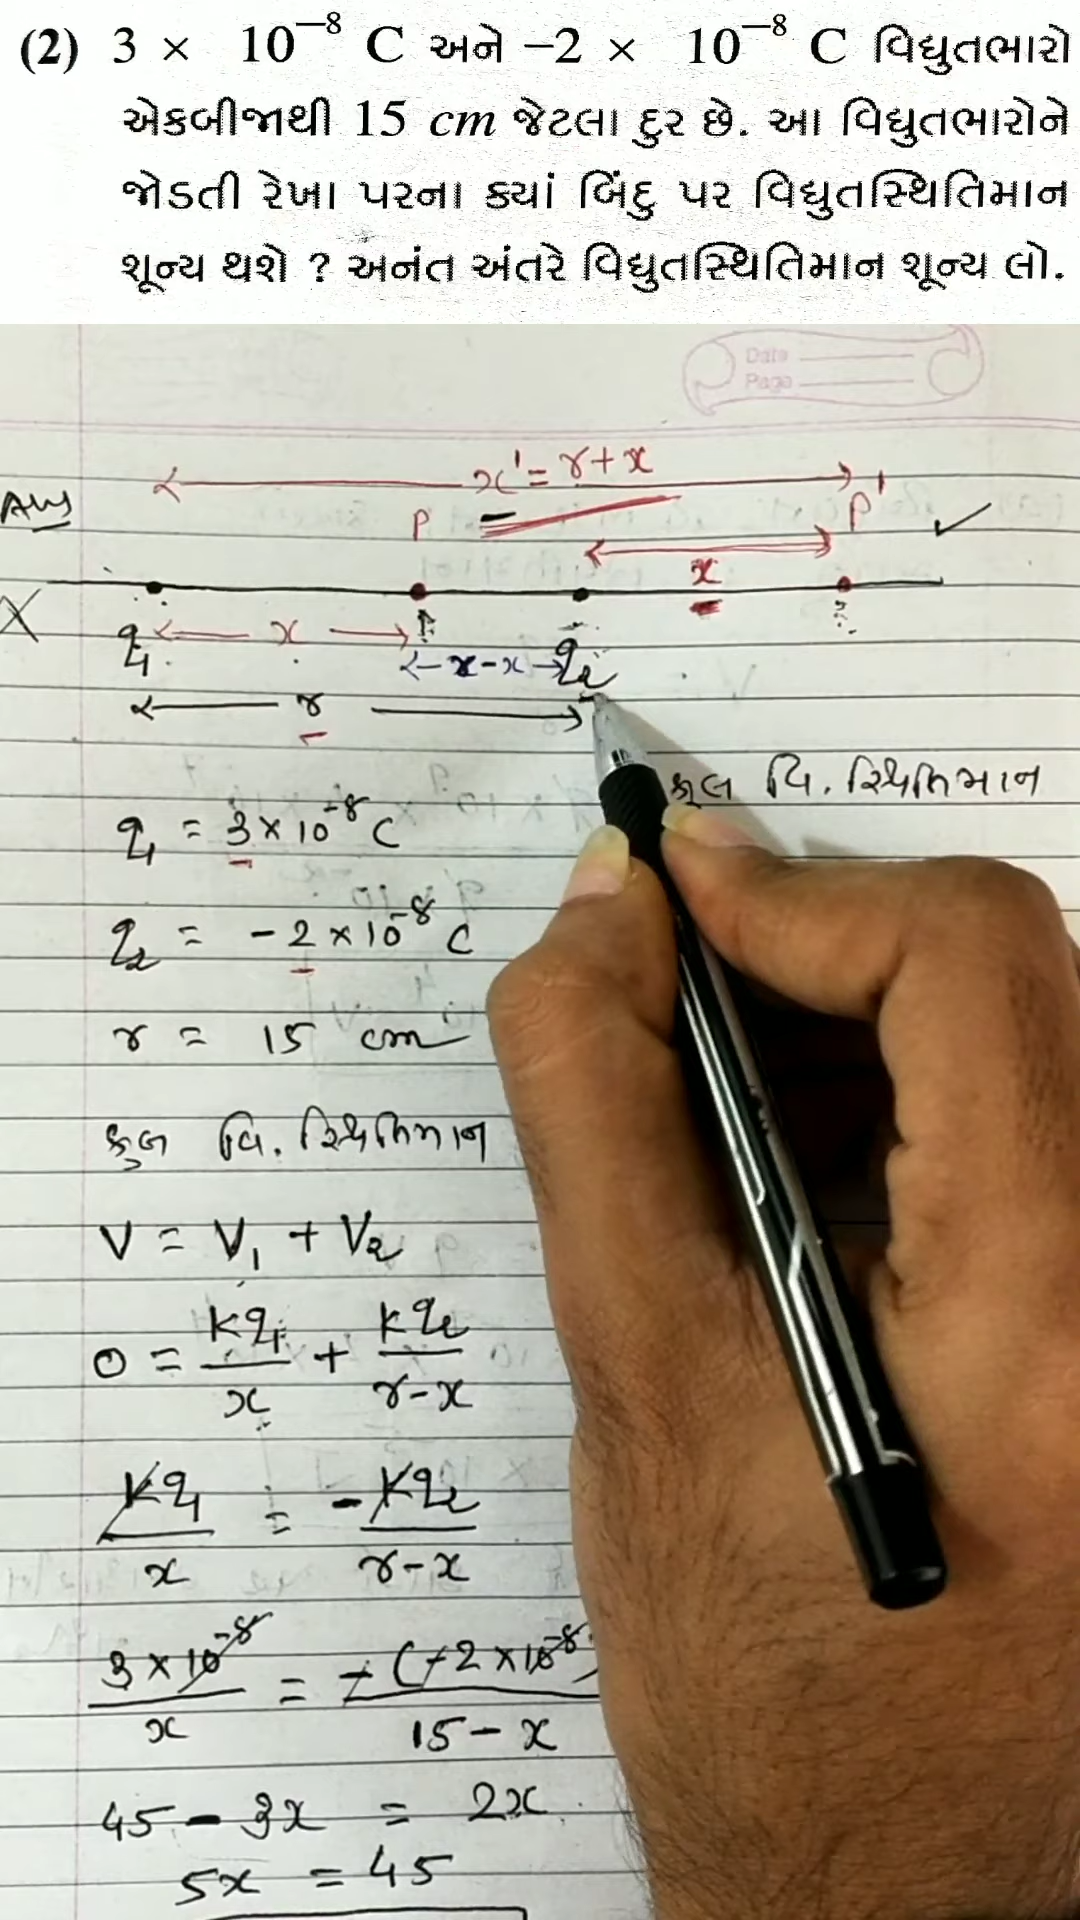 (2) 3 × 10⁻⁸ C અને −2 × 10⁻⁸ C વિદ્યુતભારો
એકબીજાથી 15 cm જેટલા દુર છે. આ વિદ્યુતભારોને
જોડતી રેખા પરના ક્યાં બિંદુ પર વિદ્યુતસ્થિતિમાન
શૂન્ય થશે ? અનંત અંતરે વિદ્યુતસ્થિતિમાન શૂન્ય લો.
Date
Page
x' = r + x
Ans
P
P'
x
x
q₁
r - x
q₂
r
કુલ વિ. સ્થિતિમાન
q₁ = 3 × 10⁻⁸ C
q₂ = - 2 × 10⁻⁸ C
r = 15 cm
કુલ વિ. સ્થિતિમાન
V = V₁ + V₂
0 = kq₁/x + kq₂/r-x
kq₁/x = - kq₂/r-x
3 × 10⁻⁸/x = - (-2 × 10⁻⁸)/15 - x
45 - 3x = 2x
5x = 45